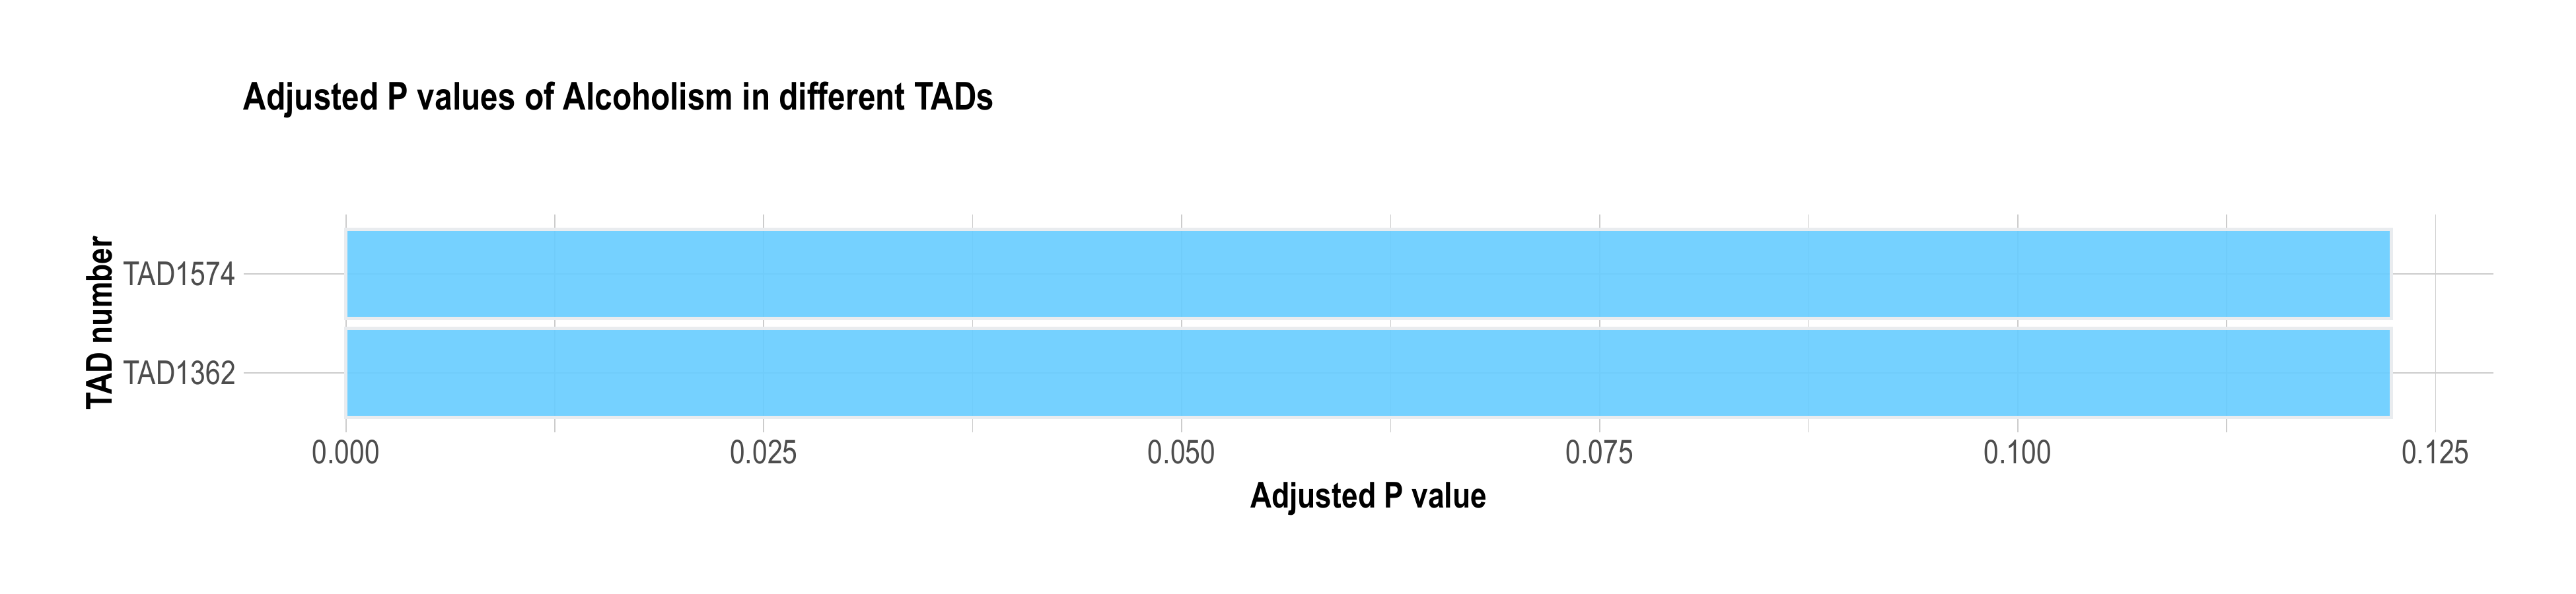 Adjusted P values of Alcoholism in different TADs
TAD number
TAD1574
TAD1362
0.000 0.025 0.050 0.075 0.100 0.125
Adjusted P value